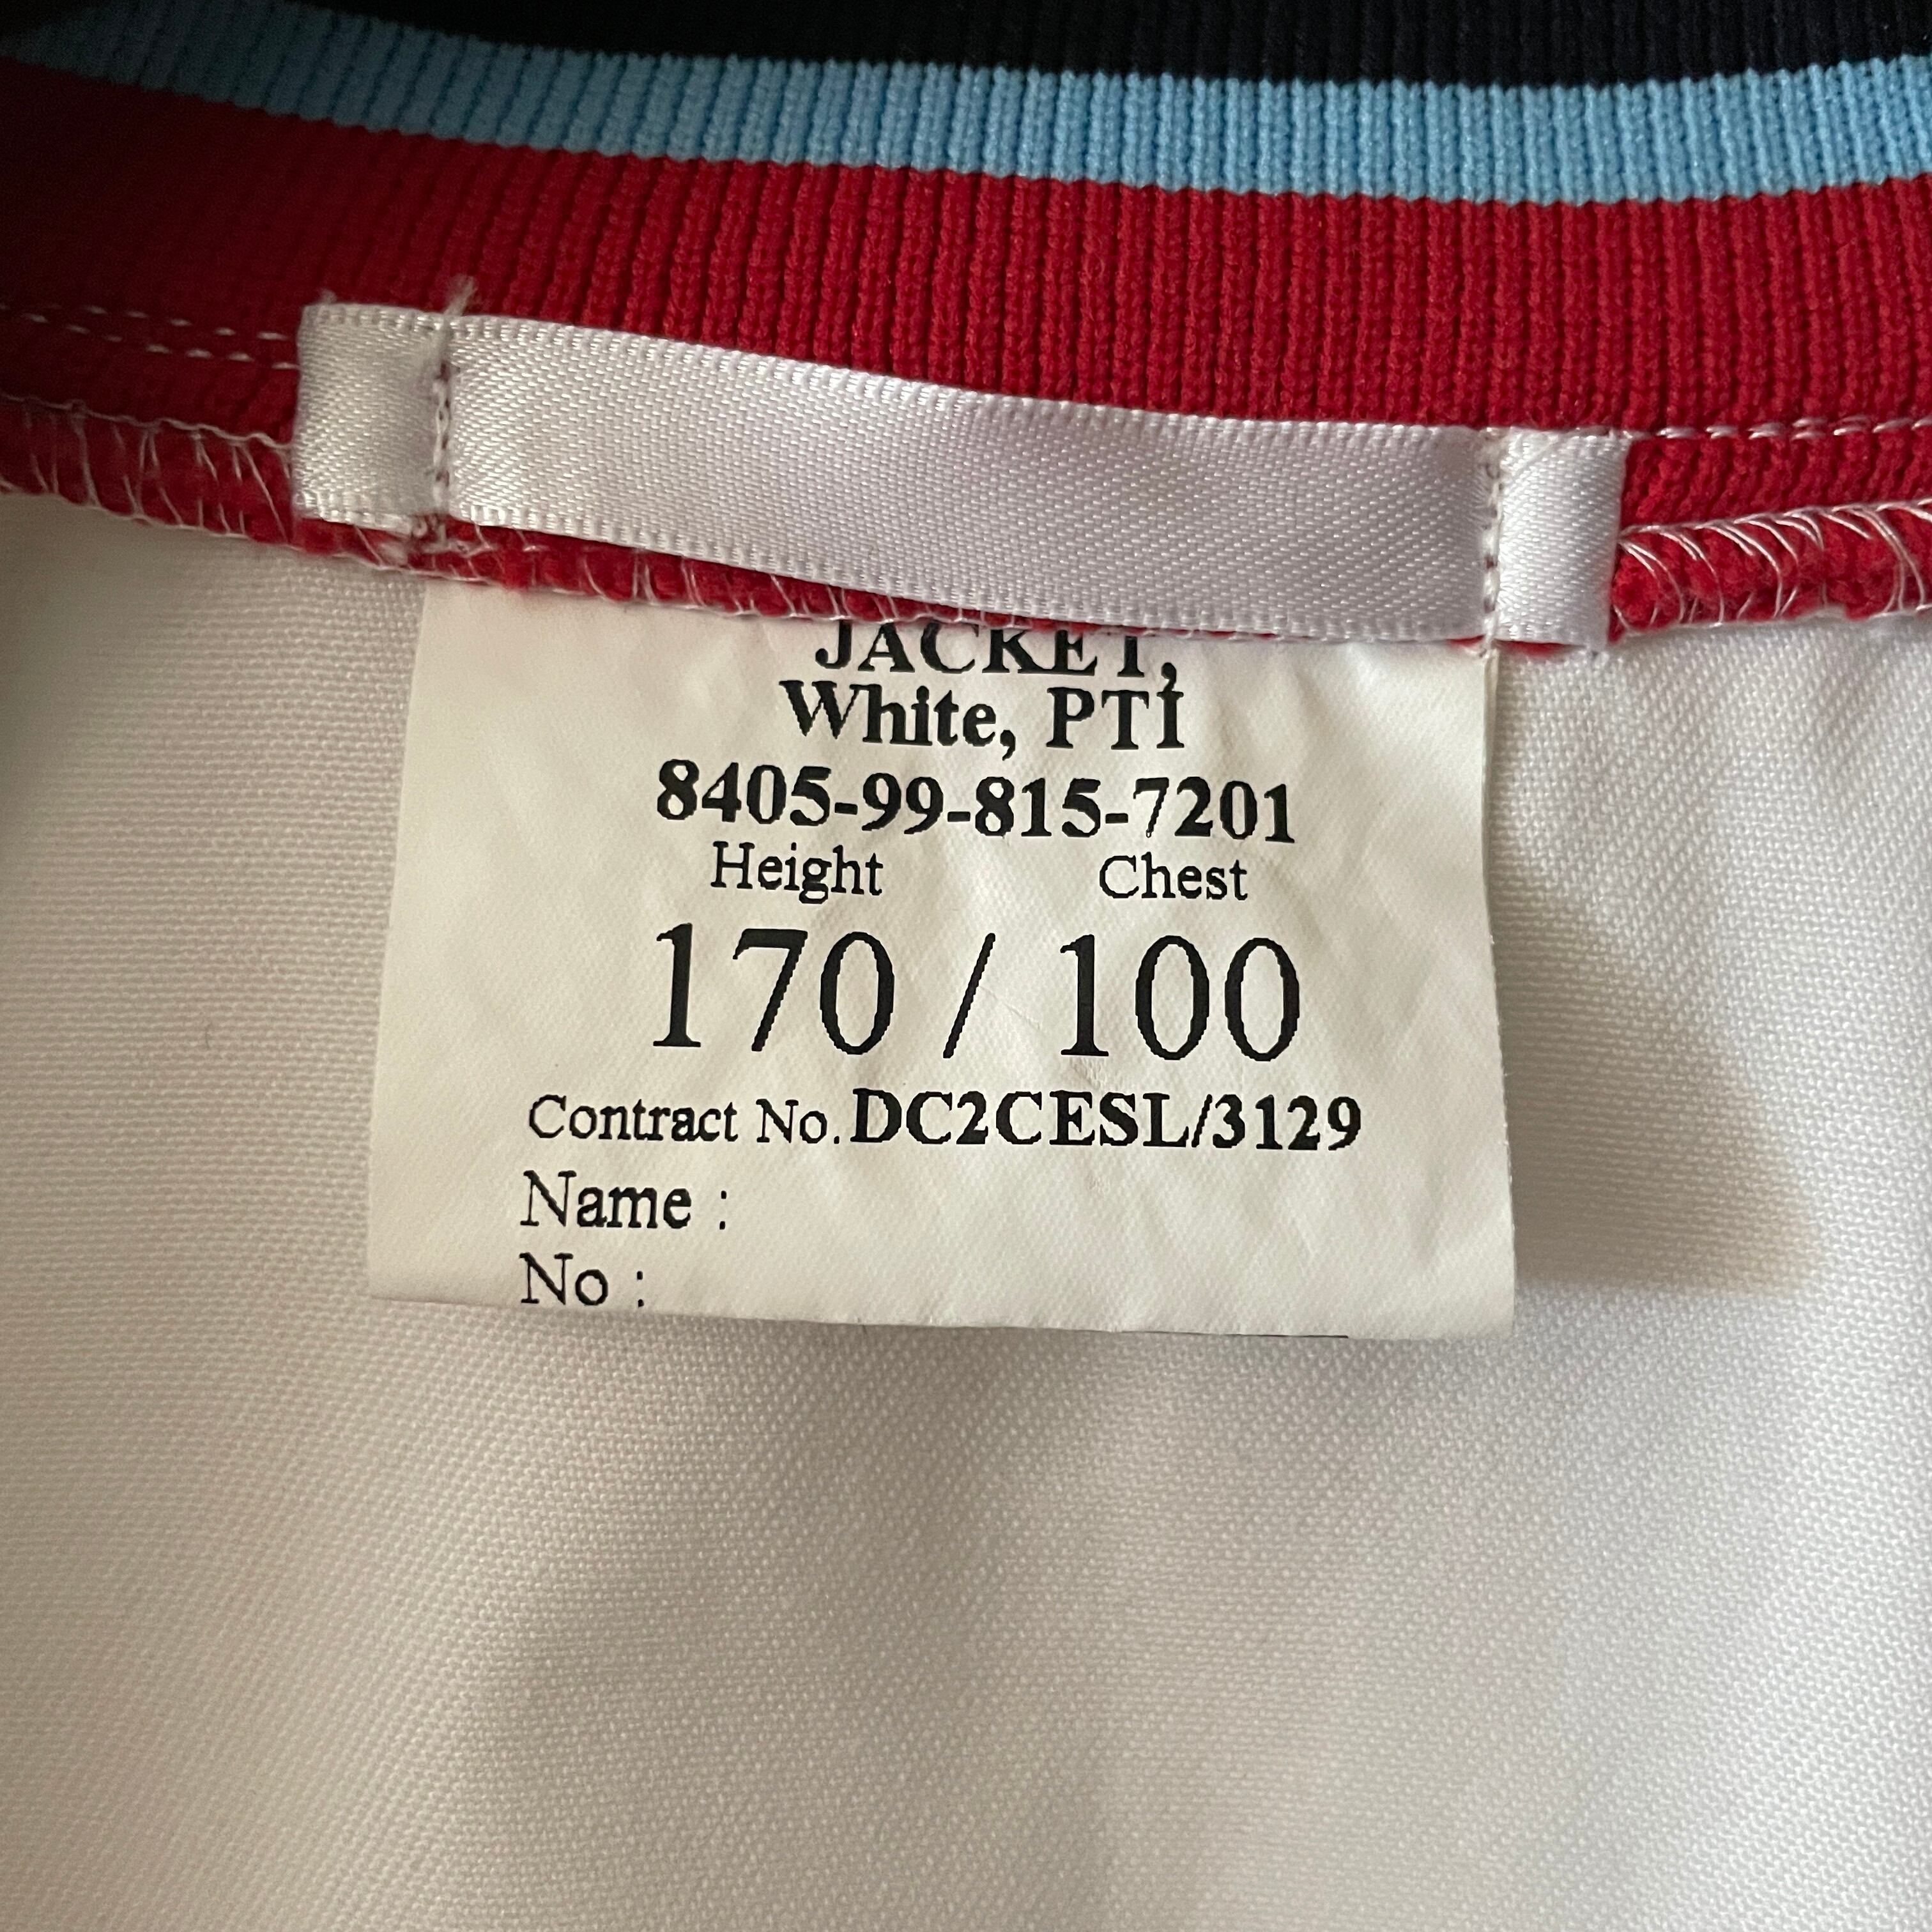 JACKET,
White, PTI
8405-99-815-7201
Height Chest
170 / 100
Contract No. DC2CESL/3129
Name :
No :